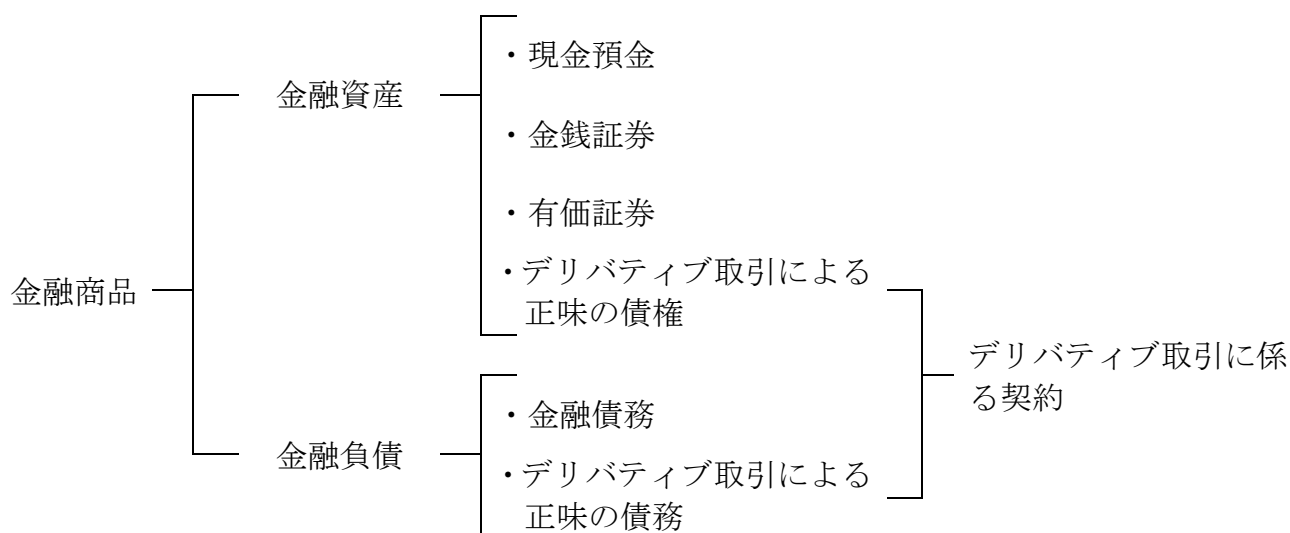 金融商品
金融資産
・現金預金
・金銭証券
・有価証券
・デリバティブ取引による
正味の債権
金融負債
・金融債務
・デリバティブ取引による
正味の債務
デリバティブ取引に係
る契約